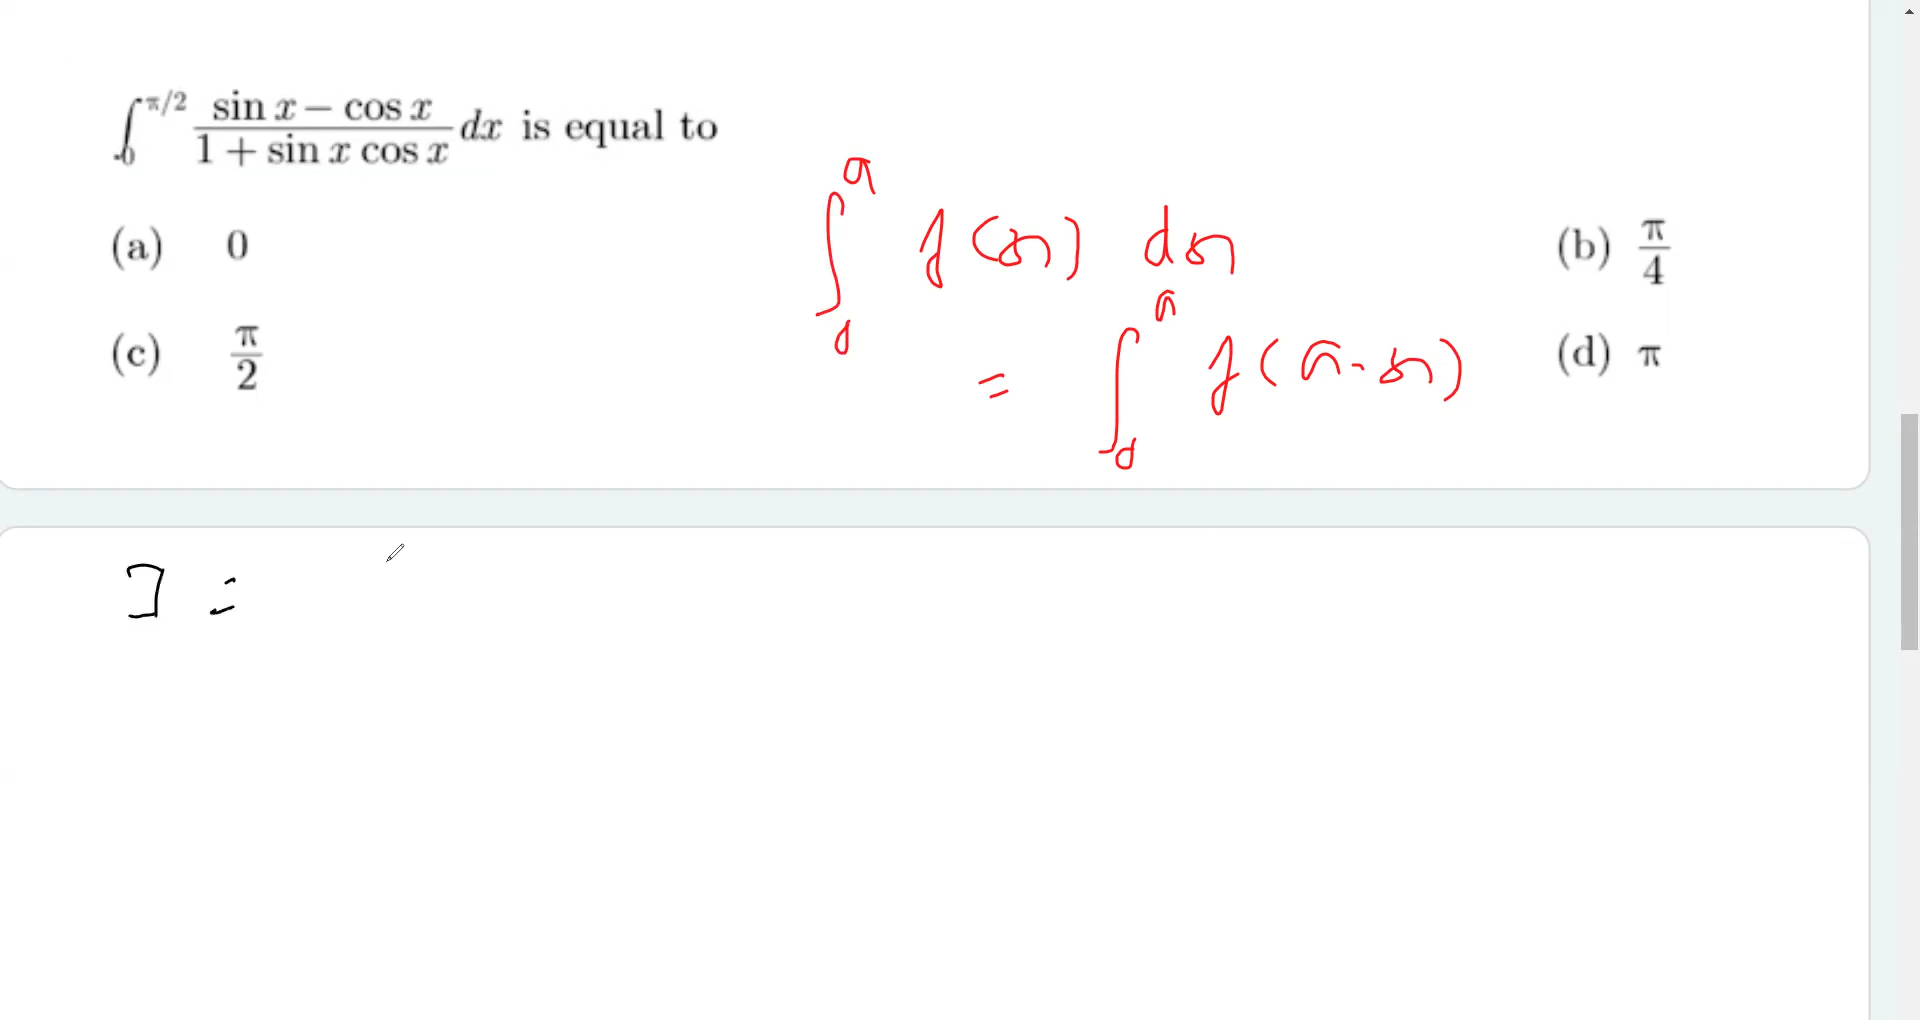 ∫₀^π/2 (sin x − cos x)/(1 + sin x cos x) dx is equal to
(a) 0
(b) π/4
(c) π/2
(d) π
∫₀^a f(x) dx
= ∫₀^a f(a-x)
I =